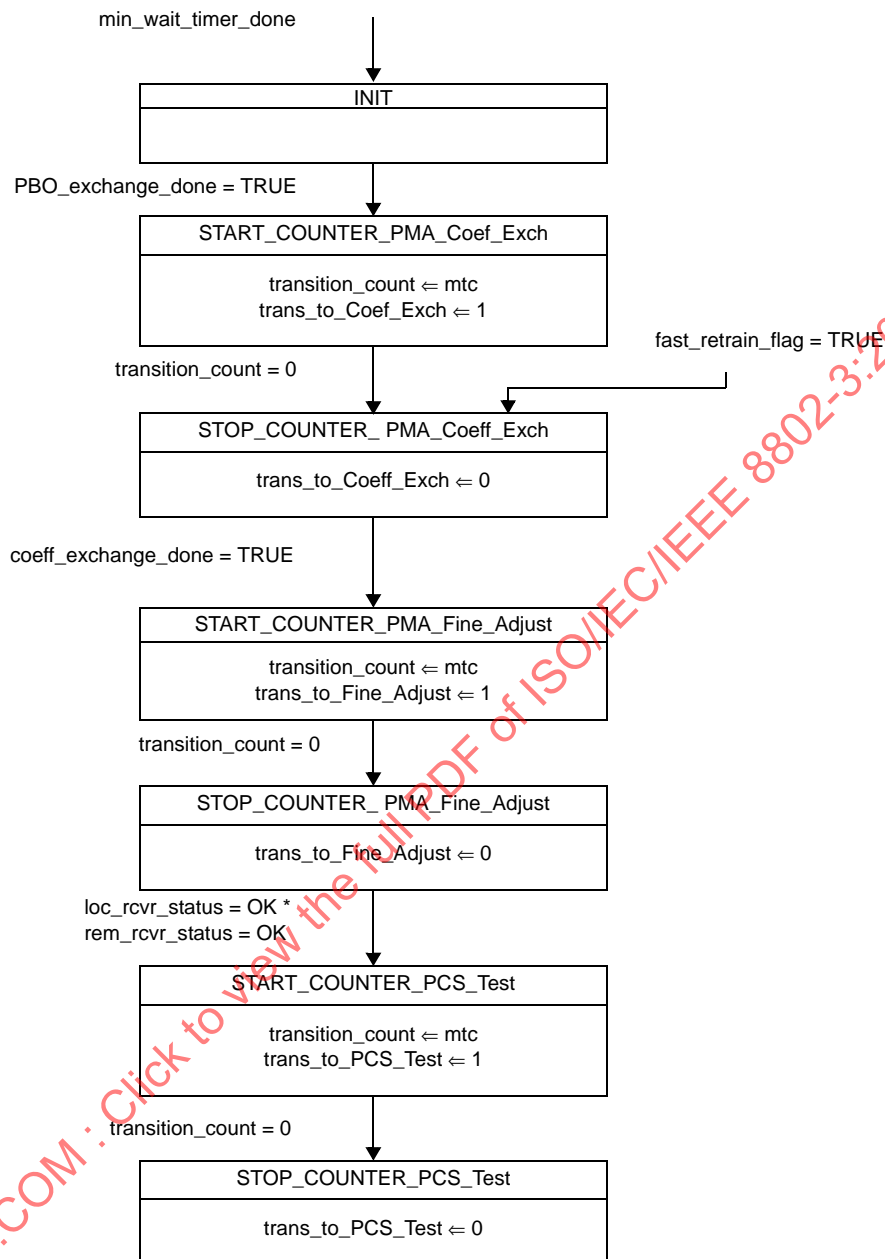 min_wait_timer_done
INIT
PBO_exchange_done = TRUE
START_COUNTER_PMA_Coef_Exch
transition_count ⇐ mtc
trans_to_Coef_Exch ⇐ 1
fast_retrain_flag = TRUE
transition_count = 0
STOP_COUNTER_ PMA_Coeff_Exch
trans_to_Coeff_Exch ⇐ 0
coeff_exchange_done = TRUE
START_COUNTER_PMA_Fine_Adjust
transition_count ⇐ mtc
trans_to_Fine_Adjust ⇐ 1
transition_count = 0
STOP_COUNTER_ PMA_Fine_Adjust
trans_to_Fine_Adjust ⇐ 0
loc_rcvr_status = OK *
rem_rcvr_status = OK
START_COUNTER_PCS_Test
transition_count ⇐ mtc
trans_to_PCS_Test ⇐ 1
transition_count = 0
STOP_COUNTER_PCS_Test
trans_to_PCS_Test ⇐ 0
.COM : Click to view the full PDF of ISO/IEC/IEEE 8802-3:2